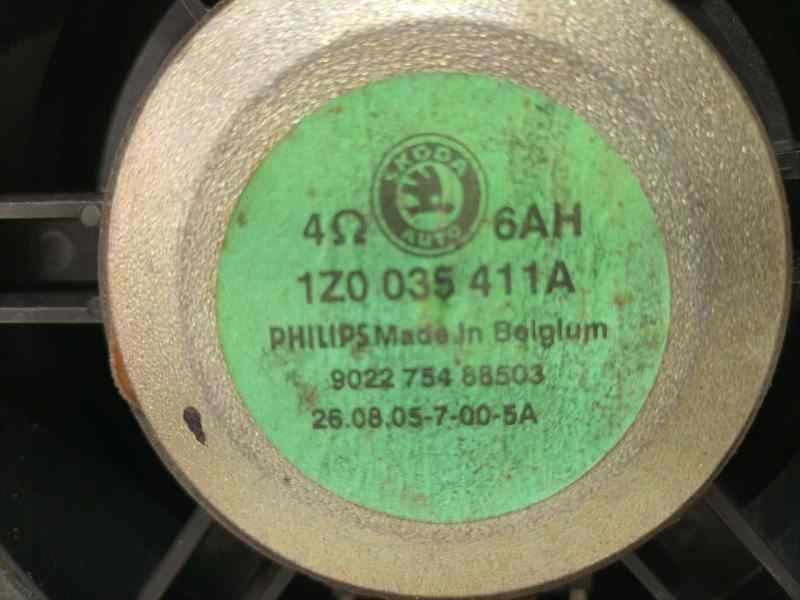 ŠKODA
AUTO
4Ω 6AH
1Z0 035 411A
PHILIPS Made in Belgium
9022 754 88503
26.08.05-7-00-5A